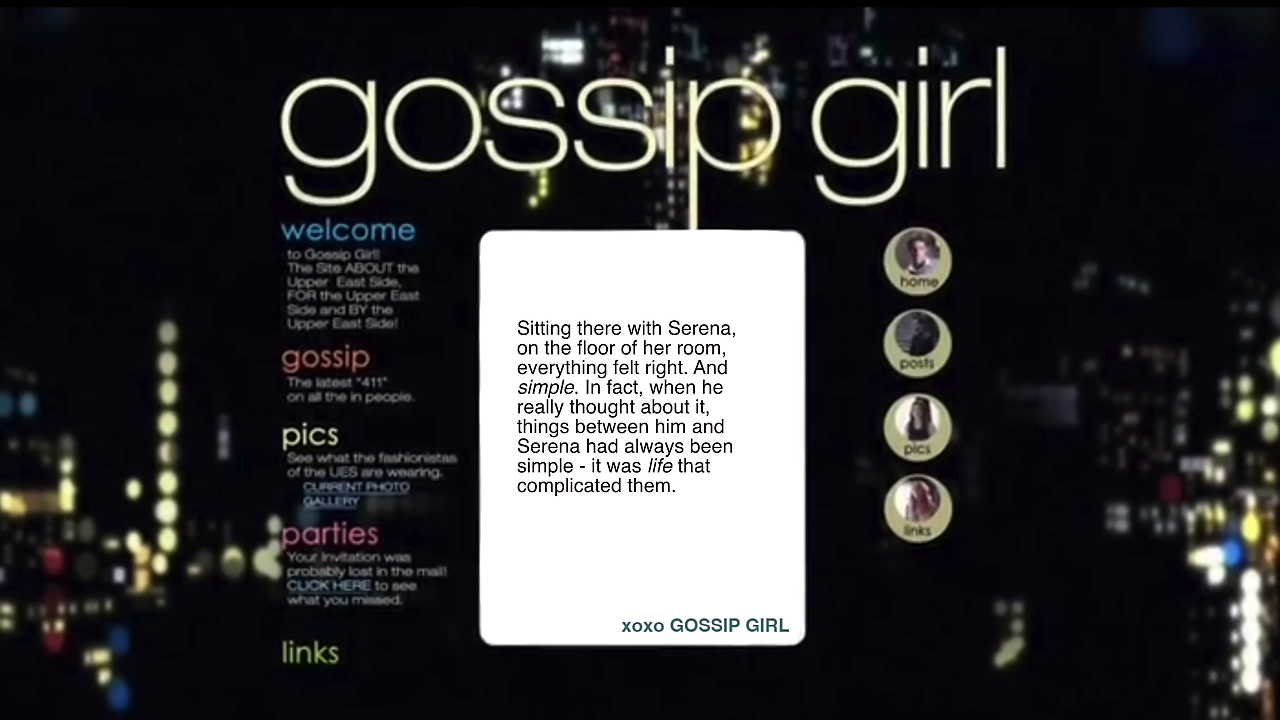 gossip girl
welcome
to Gossip Girl!
The Site ABOUT the
Upper East Side,
FOR the Upper East
Side and BY the
Upper East Side!
gossip
The latest "411"
on all the in people.
pics
See what the fashionistas
of the UES are wearing.
CURRENT PHOTO
GALLERY
parties
Your Invitation was
probably lost in the mail!
CLICK HERE to see
what you missed.
links
Sitting there with Serena,
on the floor of her room,
everything felt right. And
simple. In fact, when he
really thought about it,
things between him and
Serena had always been
simple - it was life that
complicated them.
xoxo GOSSIP GIRL
home
posts
pics
links